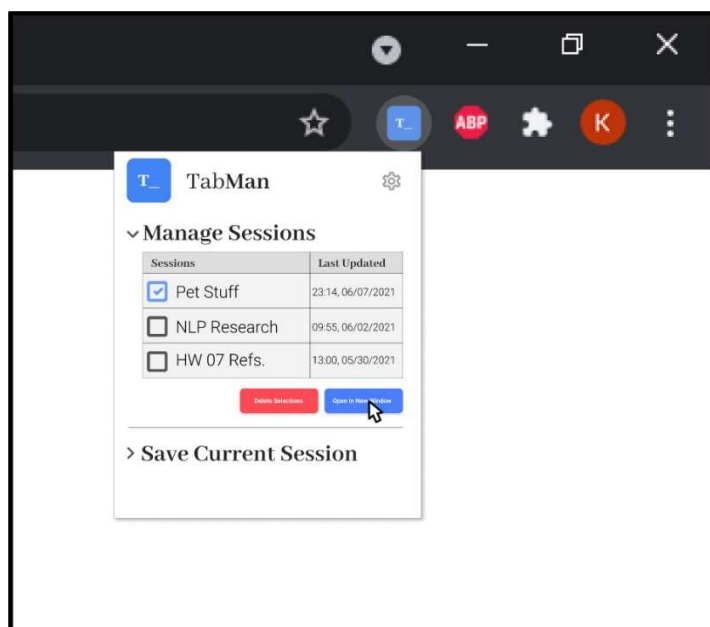 T_
ABP
K
T_ TabMan
Manage Sessions
Sessions Last Updated
Pet Stuff 23:14, 06/07/2021
NLP Research 09:55, 06/02/2021
HW 07 Refs. 13:00, 05/30/2021
Delete Selections Open in New Window
Save Current Session